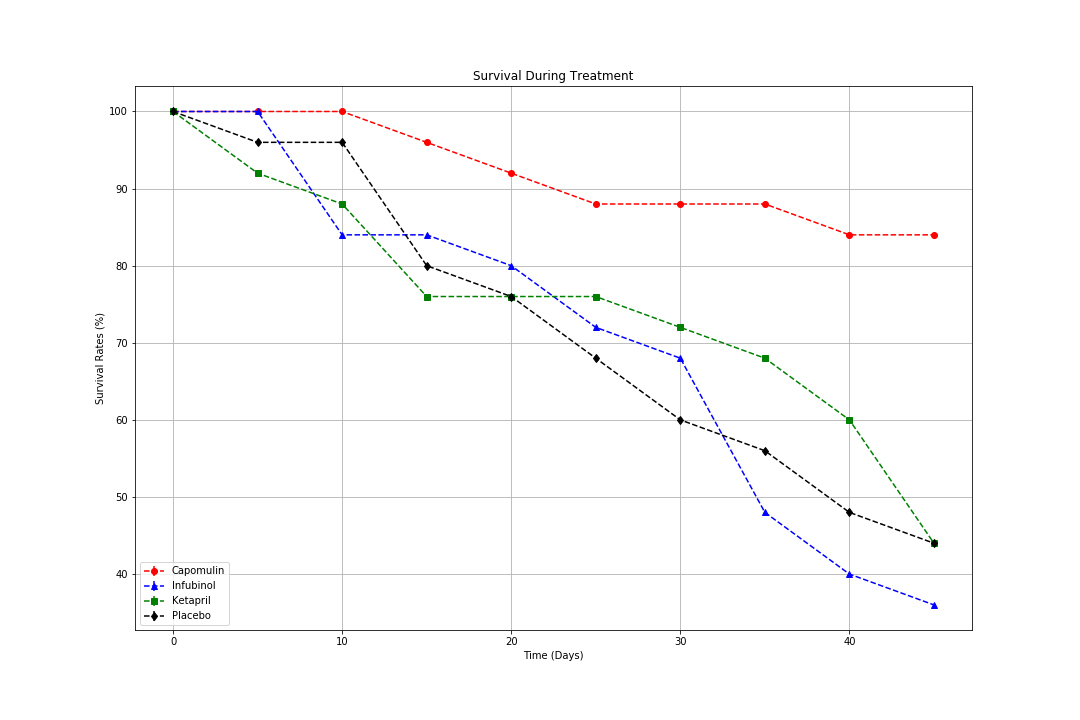 Survival During Treatment
Survival Rates (%)
100
90
80
70
60
50
40
Capomulin
Infubinol
Ketapril
Placebo
0 10 20 30 40
Time (Days)